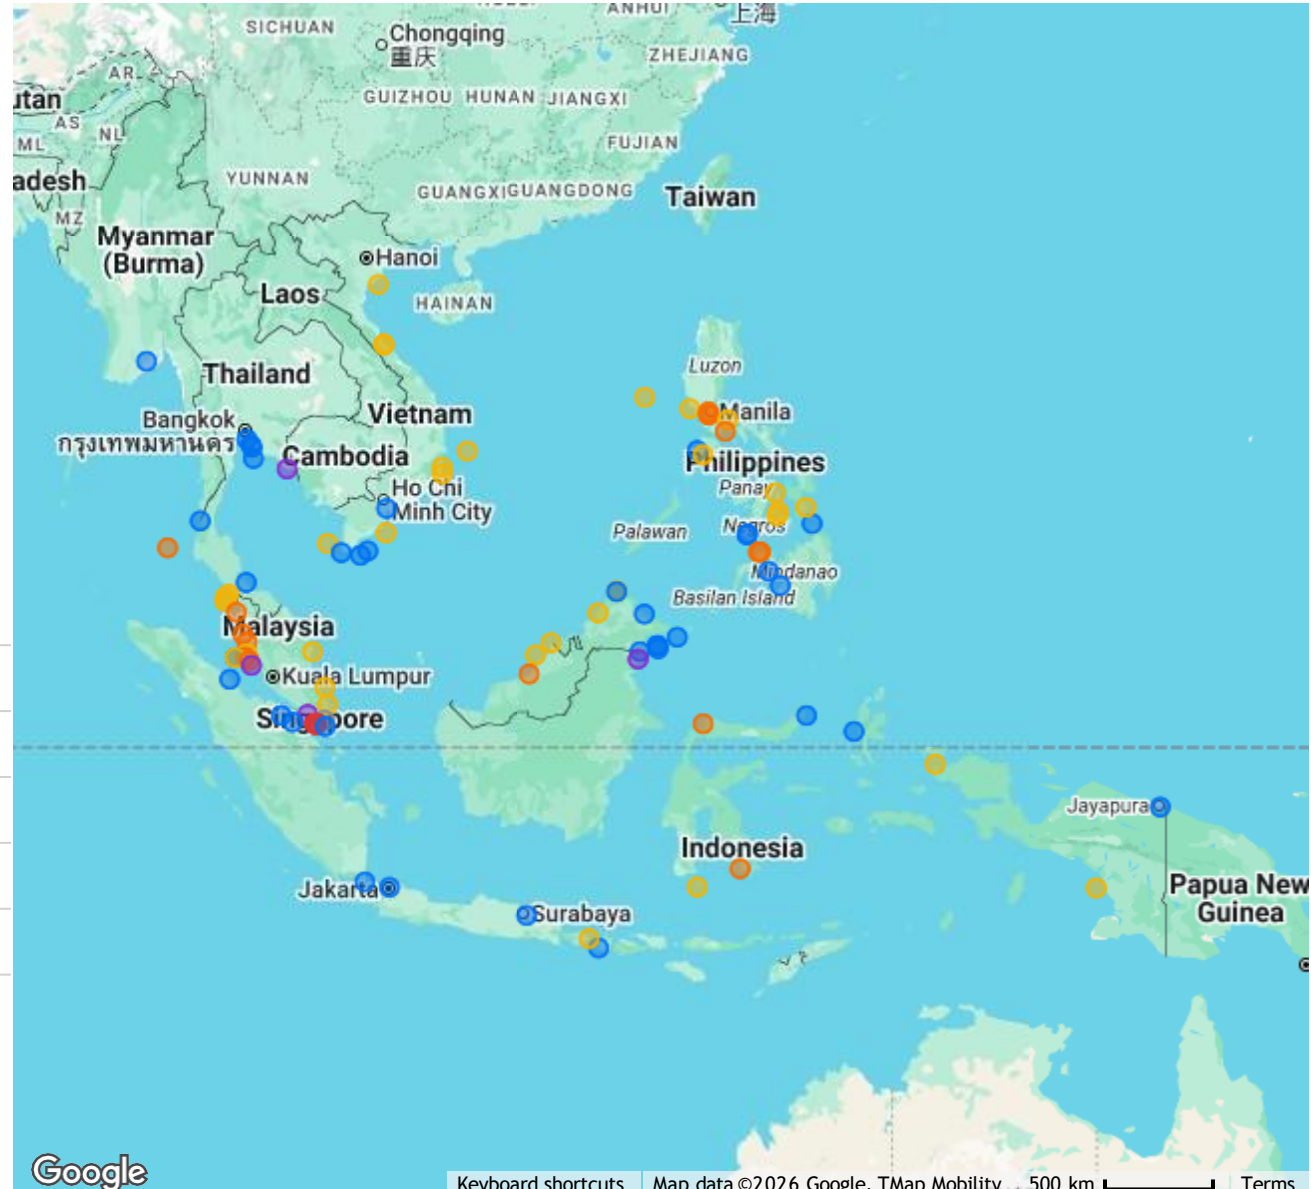 ANHUI
上海
SICHUAN
Chongqing
重庆
ZHEJIANG
AR
utan
GUIZHOU
HUNAN
JIANGXI
AS
NL
ML
FUJIAN
adesh
YUNNAN
GUANGXI
GUANGDONG
Taiwan
MZ
Myanmar
(Burma)
Hanoi
Laos
HAINAN
Thailand
Luzon
Vietnam
Manila
Bangkok
กรุงเทพมหานคร
Cambodia
Philippines
Ho Chi
Minh City
Panay
Palawan
Negros
Mindanao
Basilan Island
Malaysia
Kuala Lumpur
Singapore
Jayapura
Indonesia
Jakarta
Surabaya
Papua New
Guinea
Google
Keyboard shortcuts
Map data ©2026 Google, TMap Mobility
500 km
Terms